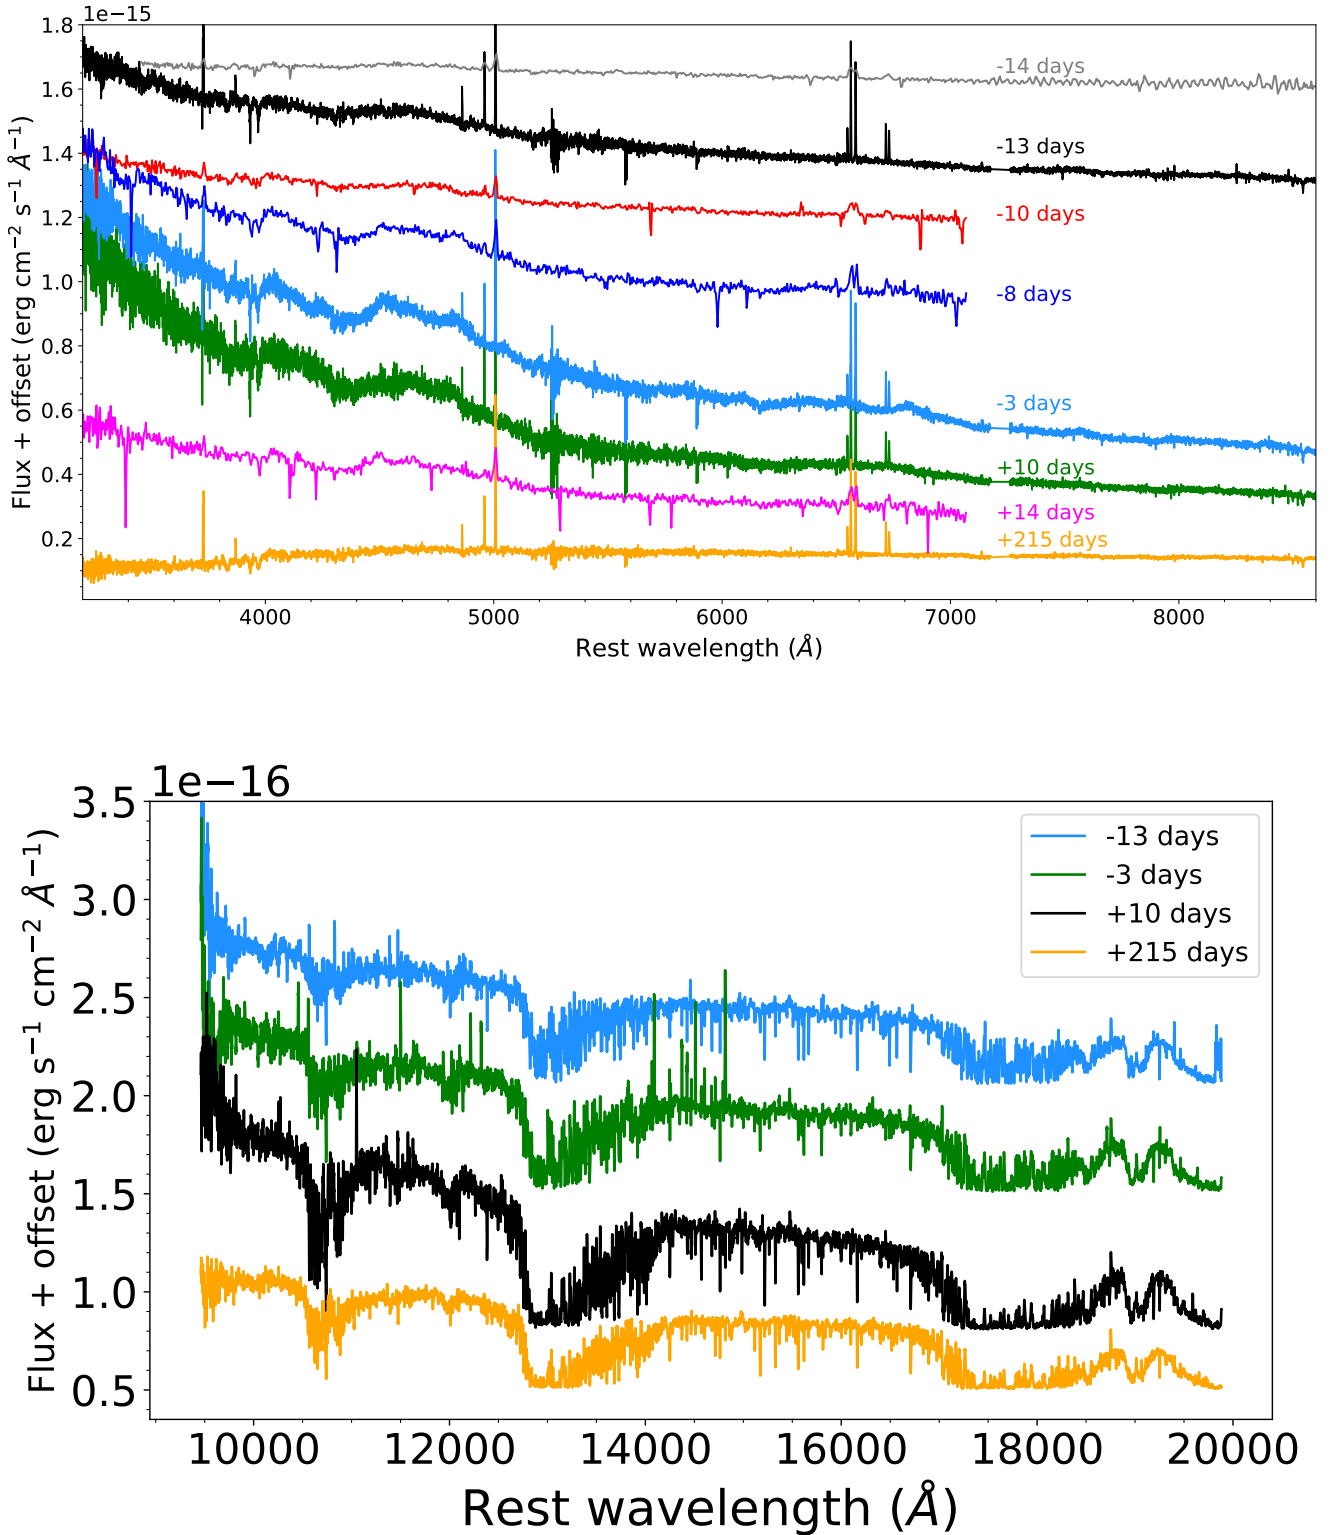 1e−15
1.8
1.6
1.4
1.2
1.0
0.8
0.6
0.4
0.2
Flux + offset (erg cm⁻² s⁻¹ Å⁻¹)
-14 days
-13 days
-10 days
-8 days
-3 days
+10 days
+14 days
+215 days
4000 5000 6000 7000 8000
Rest wavelength (Å)
1e−16
3.5
3.0
2.5
2.0
1.5
1.0
0.5
Flux + offset (erg s⁻¹ cm⁻² Å⁻¹)
-13 days
-3 days
+10 days
+215 days
10000 12000 14000 16000 18000 20000
Rest wavelength (Å)